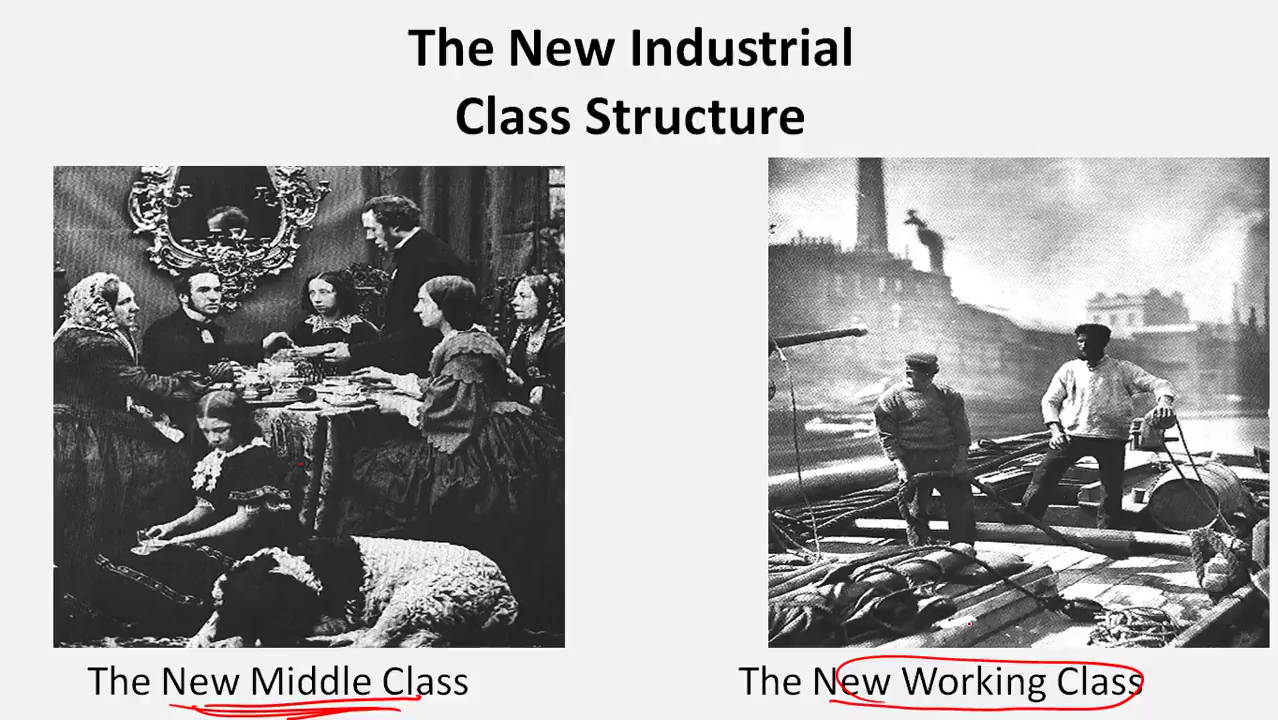 The New Industrial
Class Structure
The New Middle Class
The New Working Class